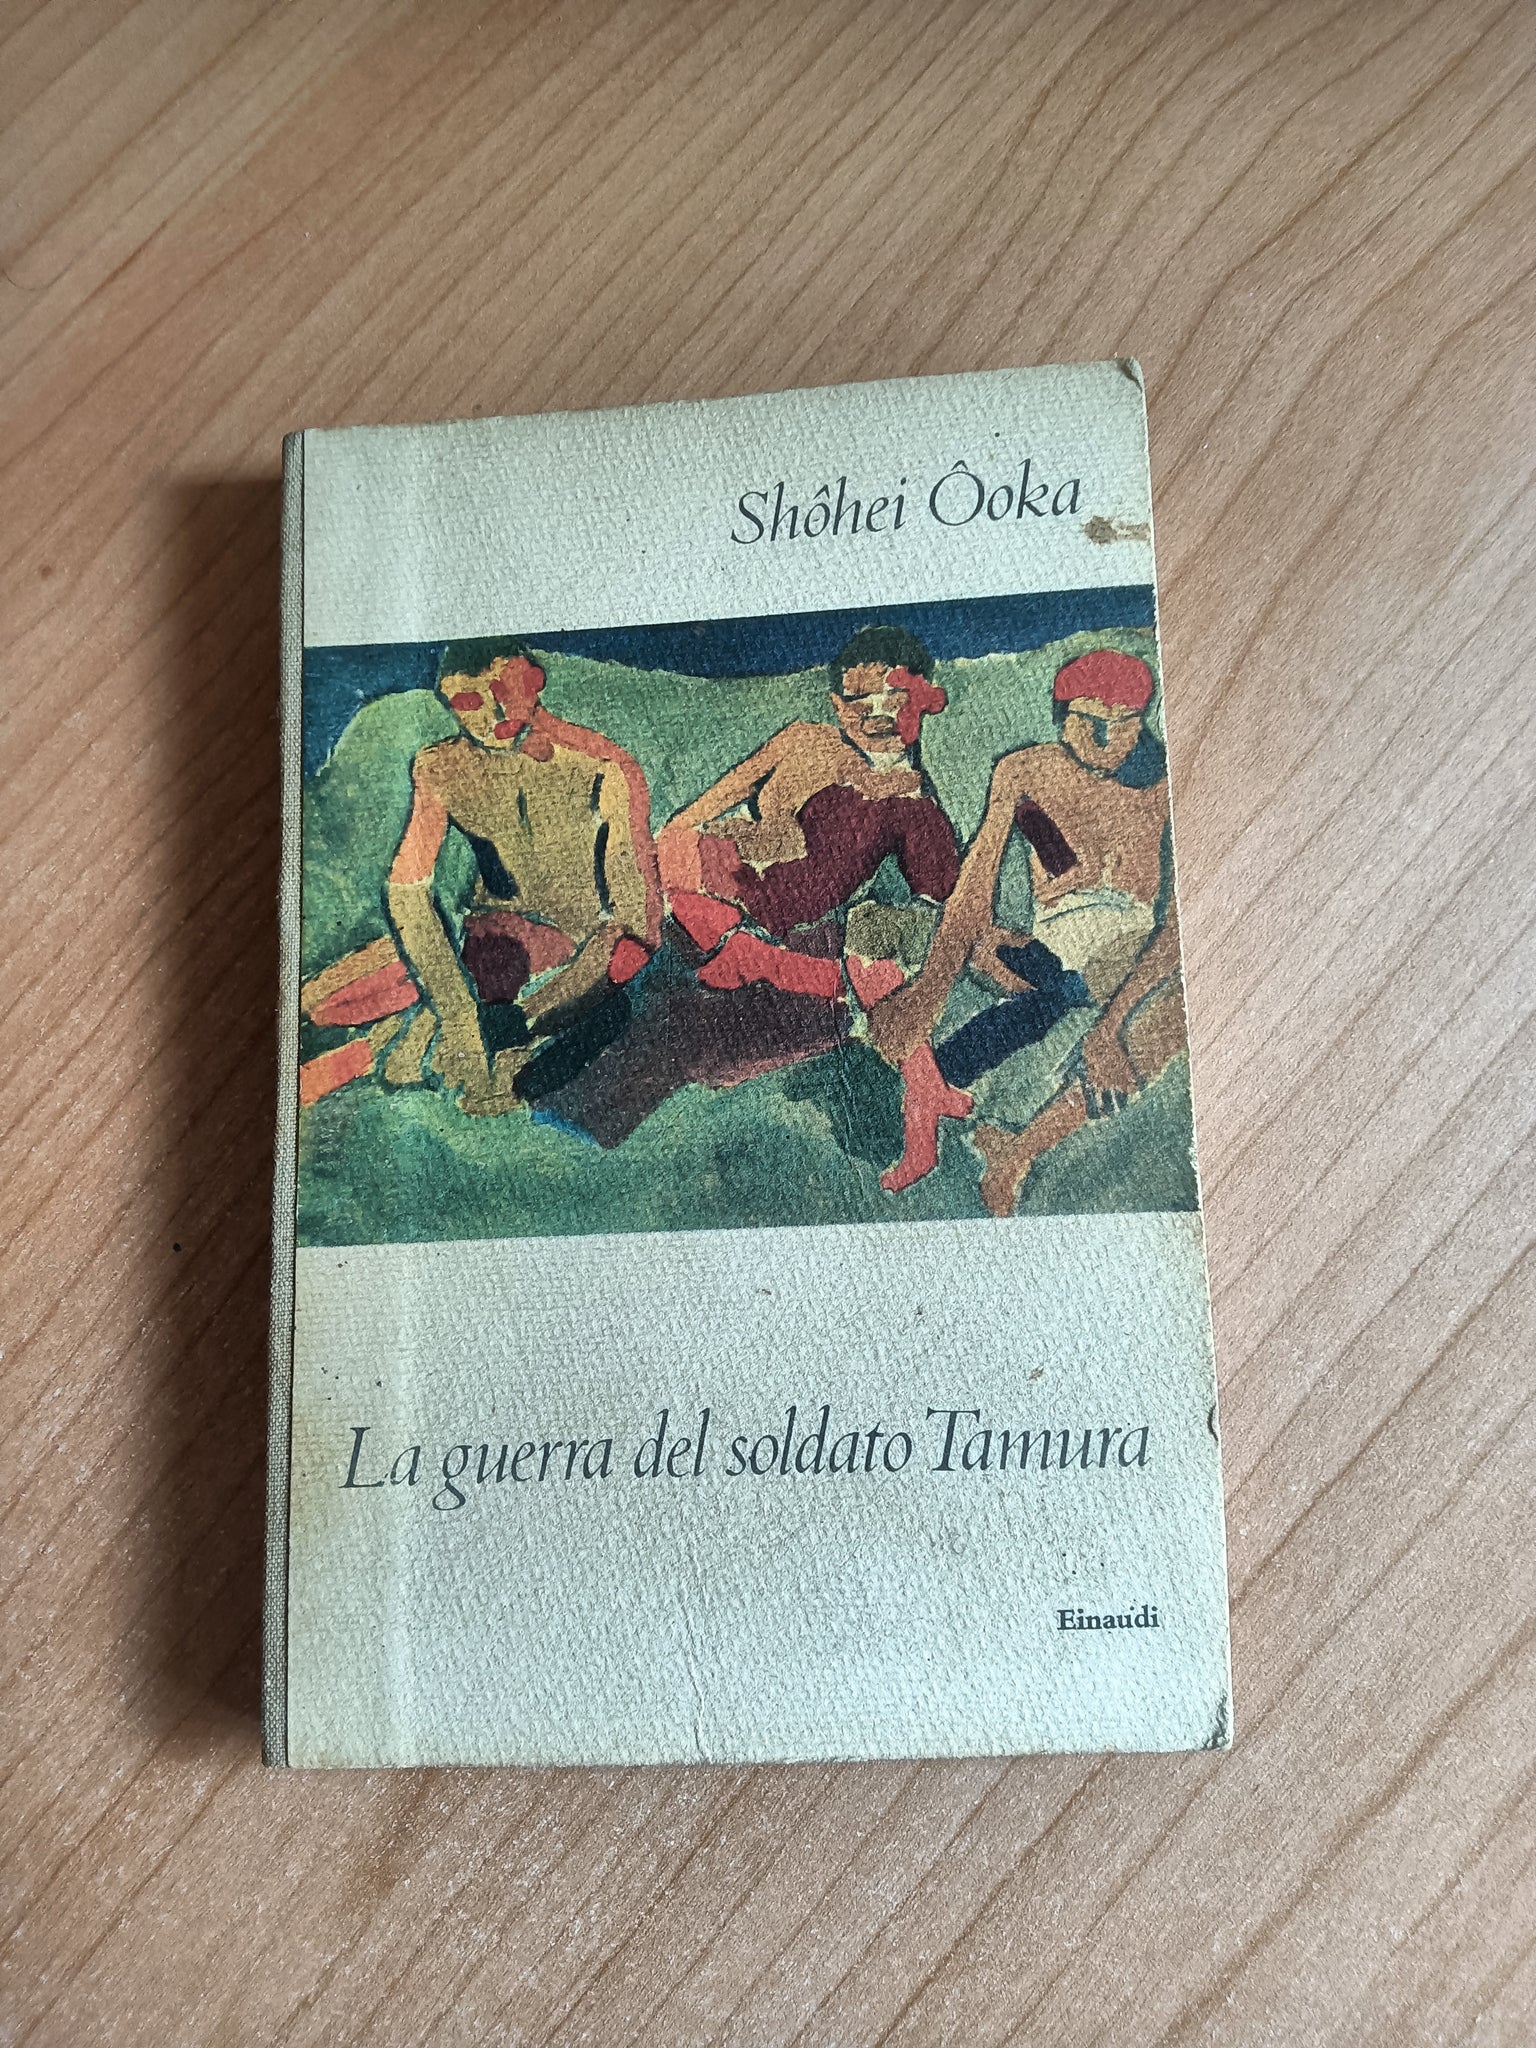 Shôhei Ôoka
La guerra del soldato Tamura
Einaudi